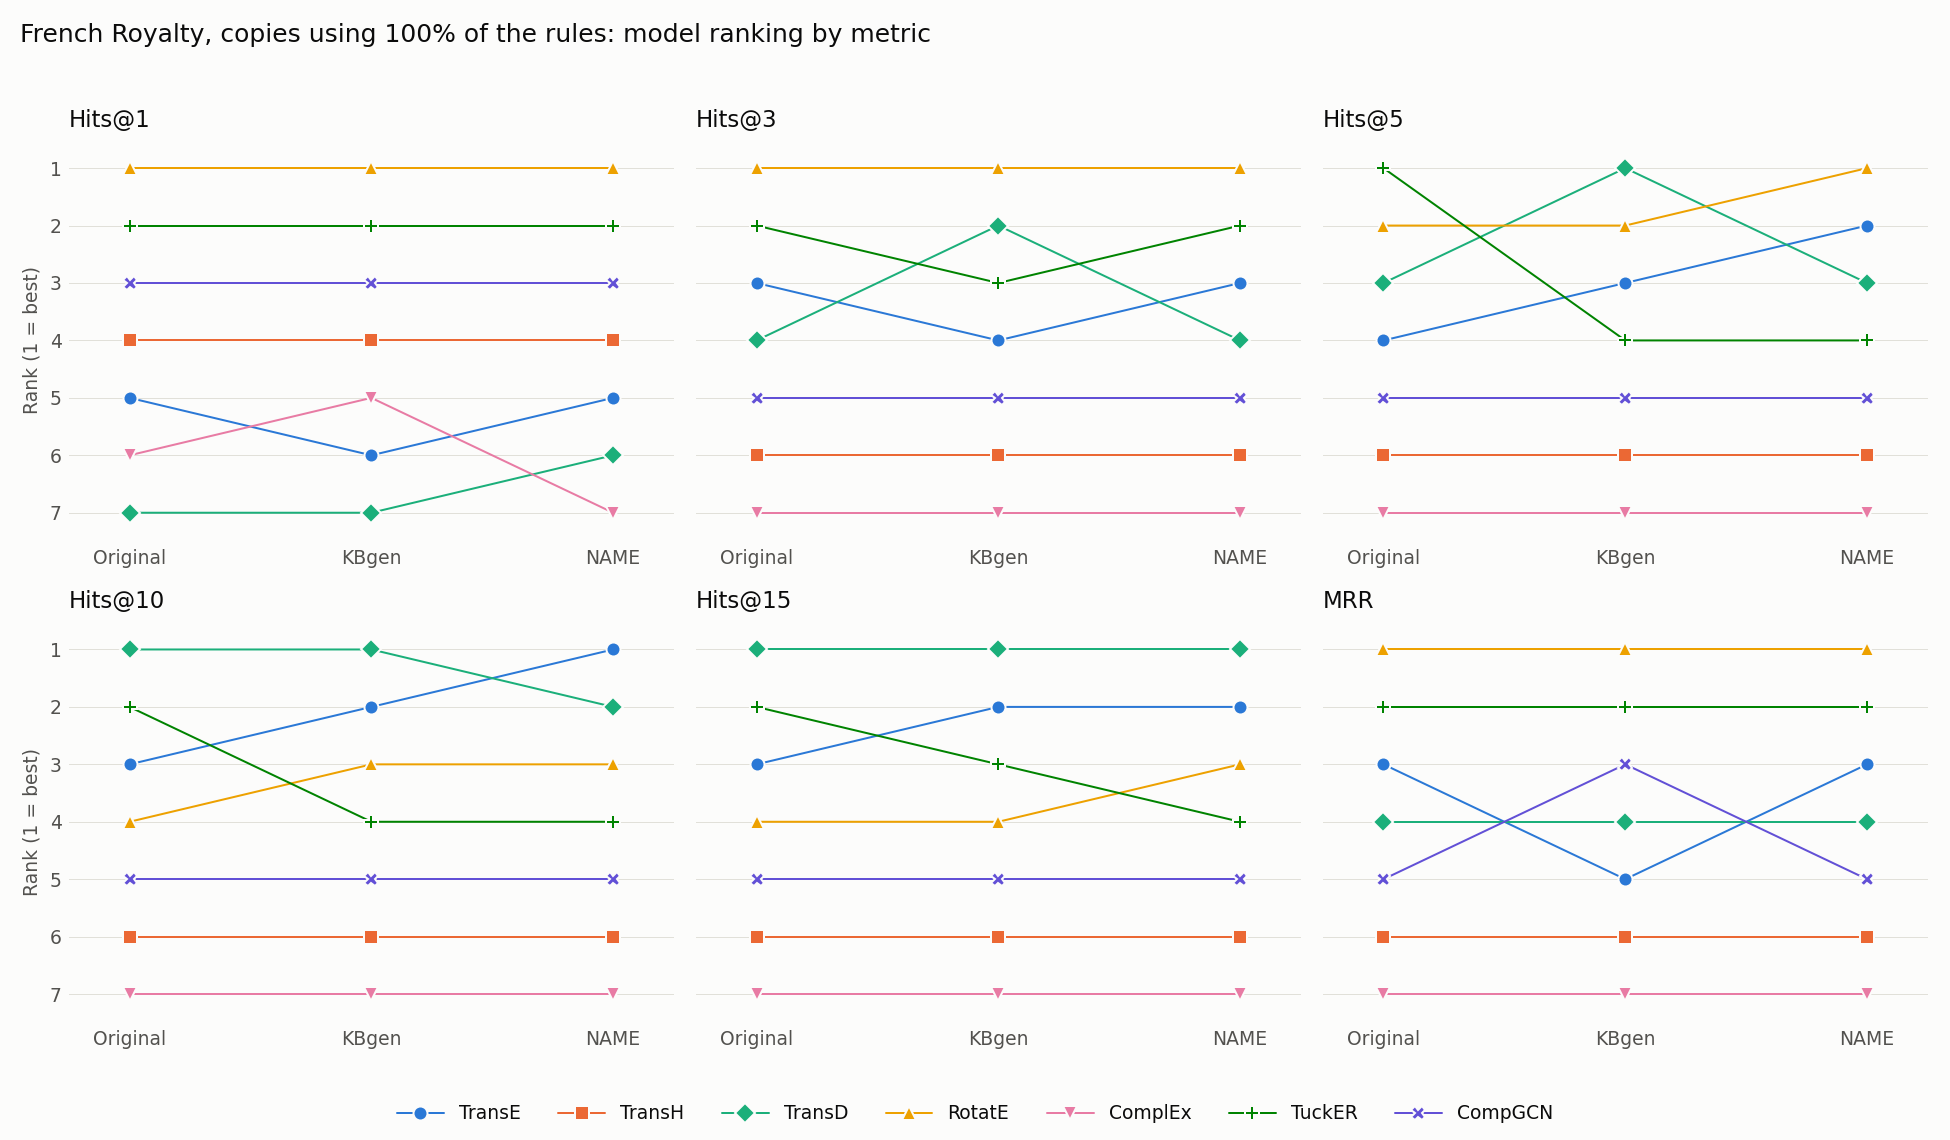 French Royalty, copies using 100% of the rules: model ranking by metric
Hits@1
Hits@3
Hits@5
Rank (1 = best)
1
2
3
4
5
6
7
Original KBgen NAME
Original KBgen NAME
Original KBgen NAME
Hits@10
Hits@15
MRR
Rank (1 = best)
1
2
3
4
5
6
7
Original KBgen NAME
Original KBgen NAME
Original KBgen NAME
TransE TransH TransD RotatE ComplEx TuckER CompGCN